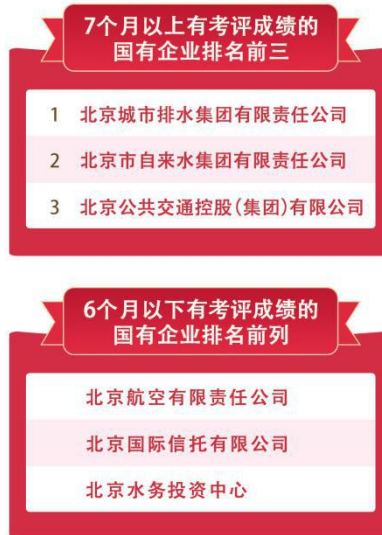 7个月以上有考评成绩的
国有企业排名前三
1 北京城市排水集团有限责任公司
2 北京市自来水集团有限责任公司
3 北京公共交通控股(集团)有限公司
6个月以下有考评成绩的
国有企业排名前列
北京航空有限责任公司
北京国际信托有限公司
北京水务投资中心